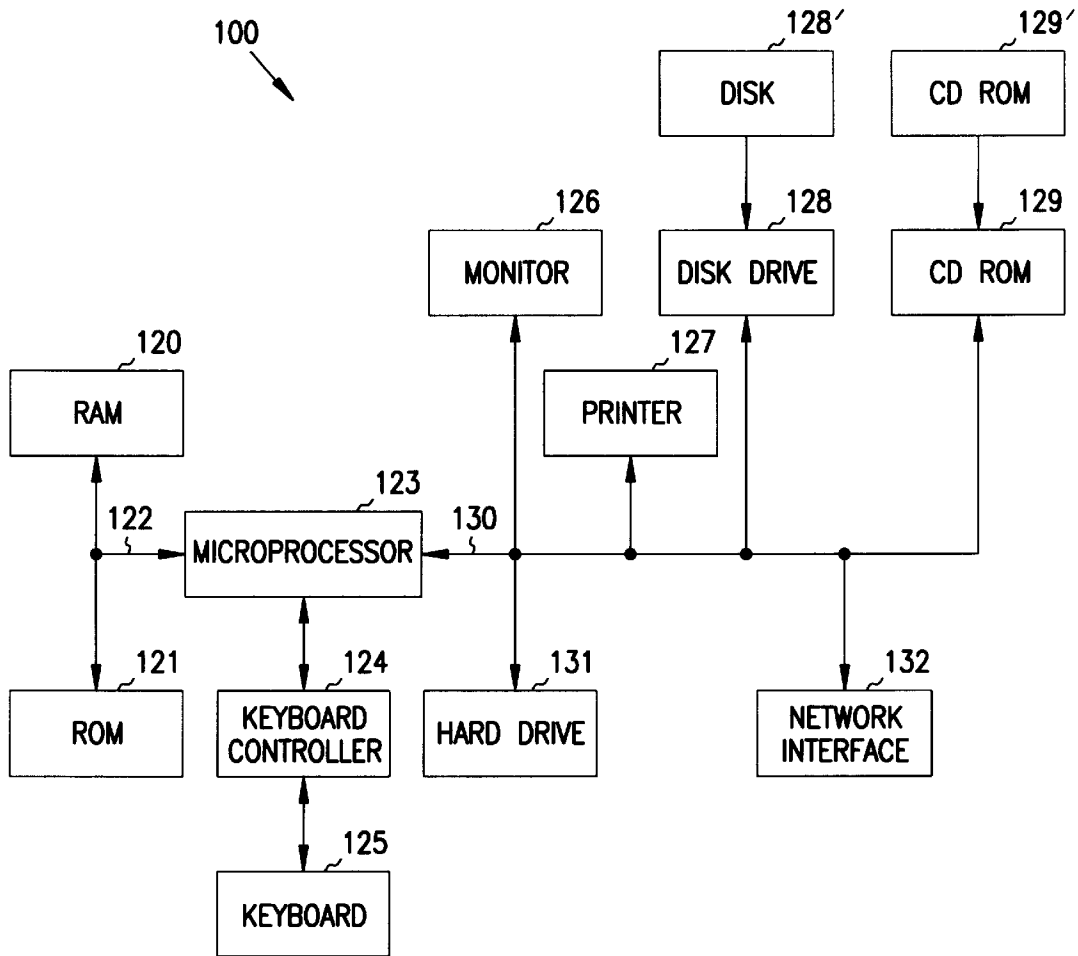 100
128′
DISK
129′
CD ROM
126
MONITOR
128
DISK DRIVE
129
CD ROM
120
RAM
127
PRINTER
122
123
MICROPROCESSOR
130
121
ROM
124
KEYBOARD
CONTROLLER
131
HARD DRIVE
132
NETWORK
INTERFACE
125
KEYBOARD